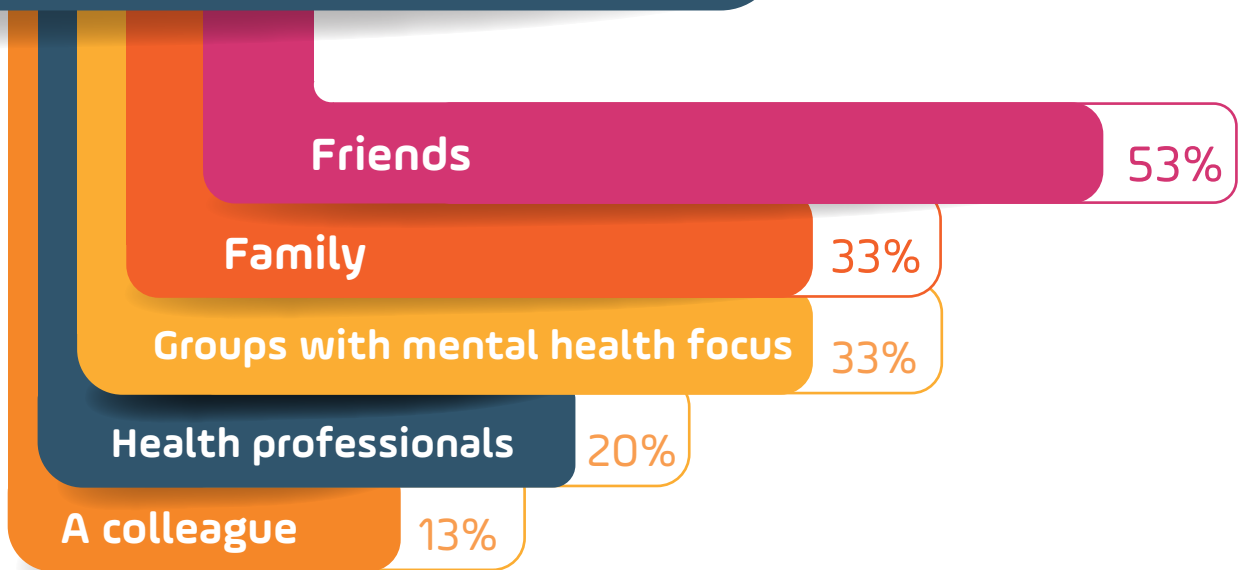 Friends 53%
Family 33%
Groups with mental health focus 33%
Health professionals 20%
A colleague 13%